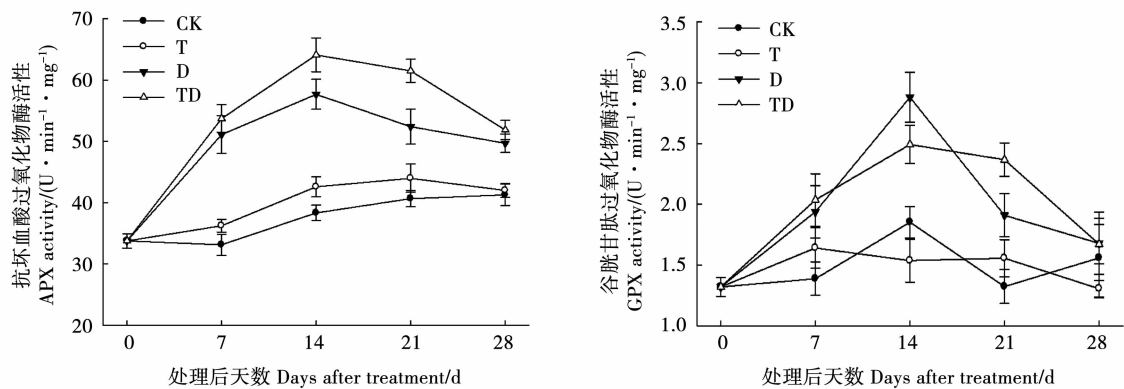 抗坏血酸过氧化物酶活性
APX activity/(U·min⁻¹·mg⁻¹)
70
60
50
40
30
20
CK
T
D
TD
0 7 14 21 28
处理后天数 Days after treatment/d
谷胱甘肽过氧化物酶活性
GPX activity/(U·min⁻¹·mg⁻¹)
3.5
3.0
2.5
2.0
1.5
1.0
CK
T
D
TD
0 7 14 21 28
处理后天数 Days after treatment/d